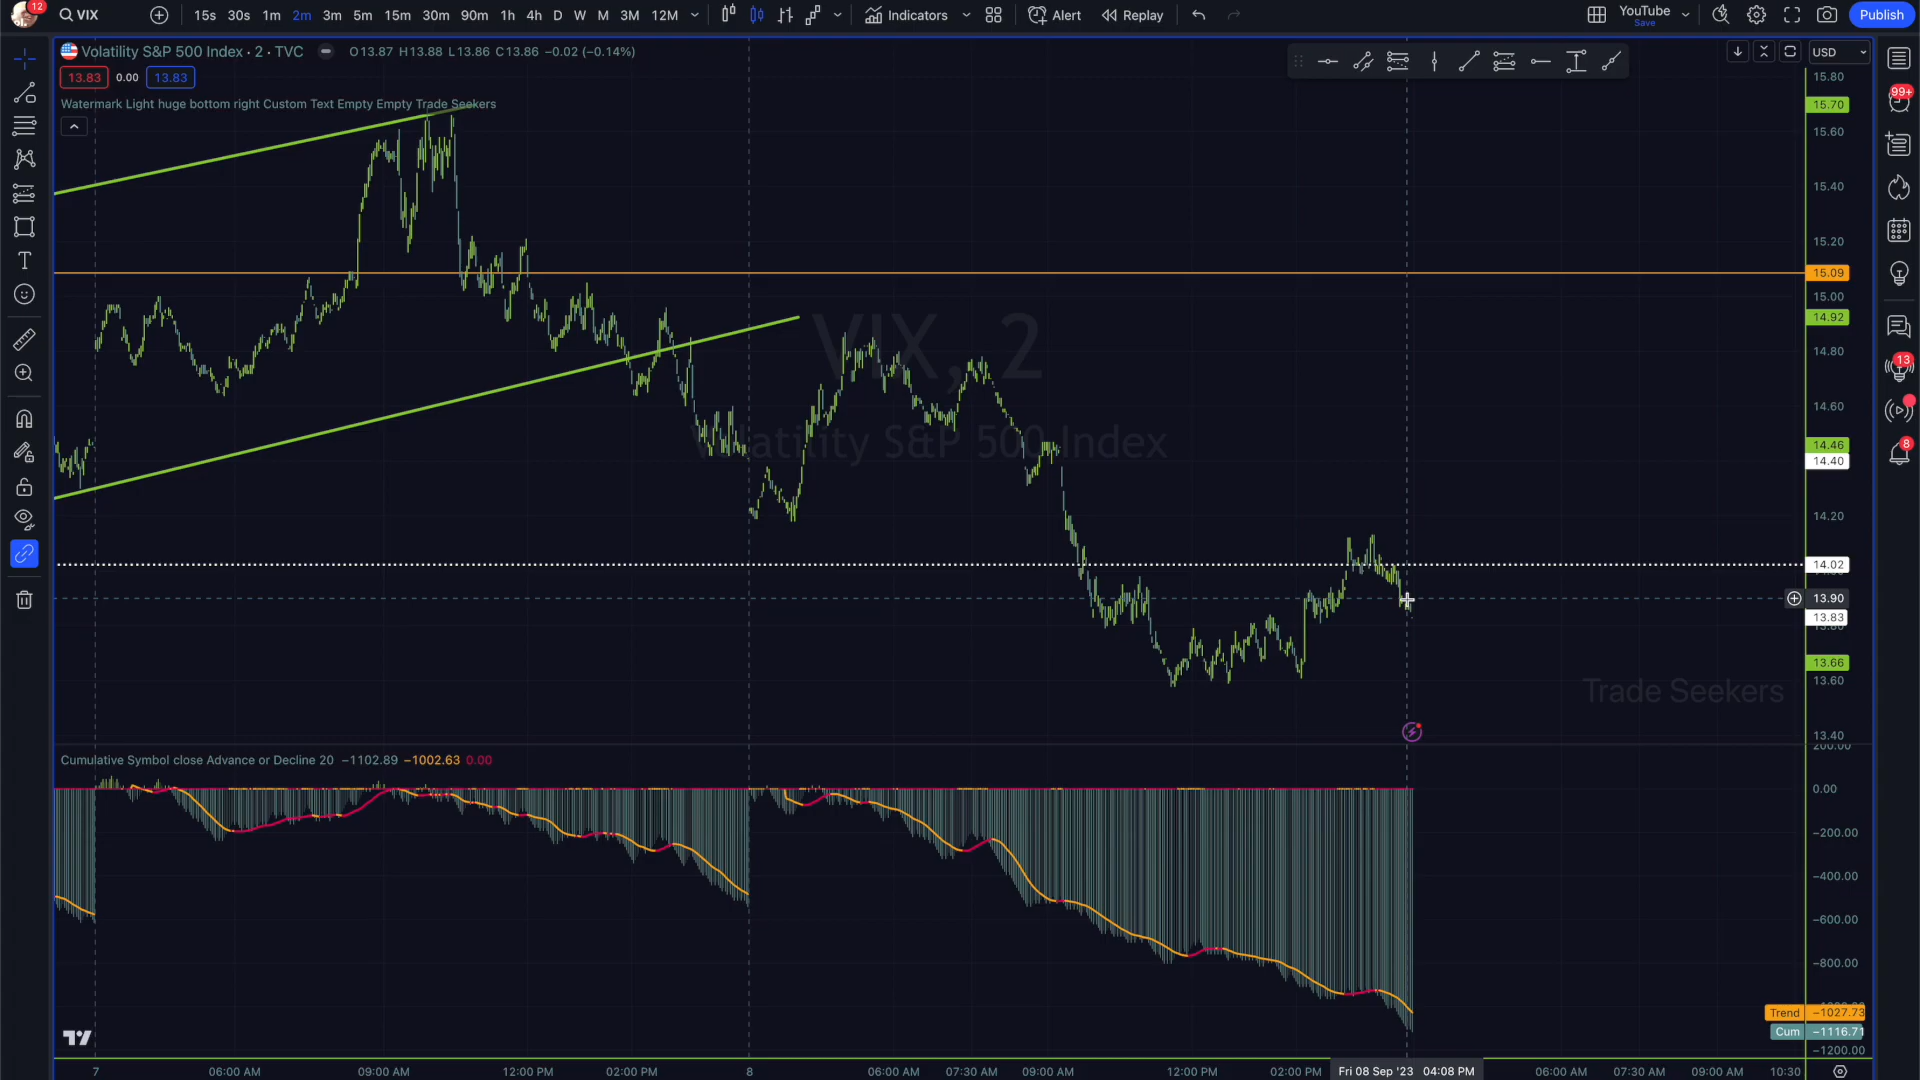 12
VIX
15s 30s 1m 2m 3m 5m 15m 30m 90m 1h 4h D W M 3M 12M
Indicators
Alert
Replay
YouTube
Save
Publish
Volatility S&P 500 Index · 2 · TVC O13.87 H13.88 L13.86 C13.86 −0.02 (−0.14%)
13.83 0.00 13.83
Watermark Light huge bottom right Custom Text Empty Empty Trade Seekers
USD
15.80
15.70
15.60
15.40
15.20
15.09
15.00
14.92
14.80
14.60
14.46
14.40
14.20
14.02
13.90
13.83
13.66
13.60
13.40
99+
13
8
VIX, 2
Volatility S&P 500 Index
Trade Seekers
Cumulative Symbol close Advance or Decline 20 −1102.89 −1002.63 0.00
200.00
0.00
−200.00
−400.00
−600.00
−800.00
Trend −1027.73
Cum −1116.71
−1200.00
7 06:00 AM 09:00 AM 12:00 PM 02:00 PM 8 06:00 AM 07:30 AM 09:00 AM 12:00 PM 02:00 PM Fri 08 Sep '23 04:08 PM 06:00 AM 07:30 AM 09:00 AM 10:30